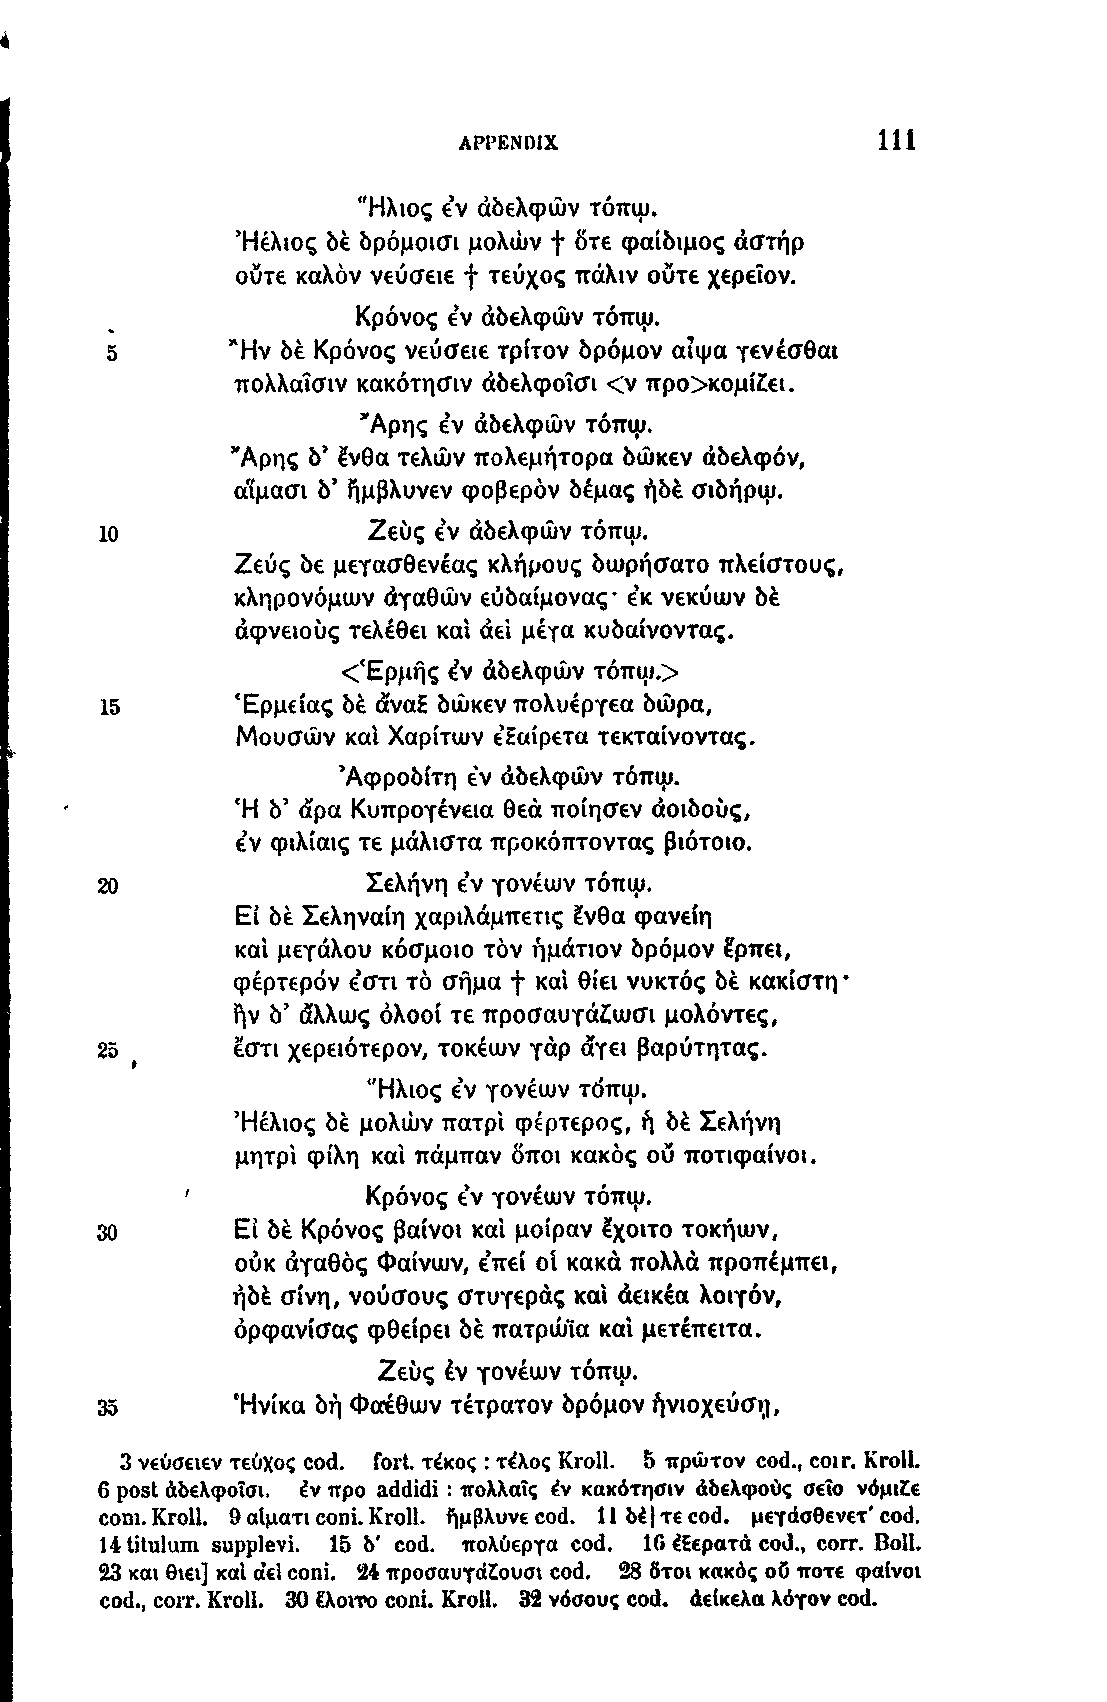 APPENDIX 111
Ἥλιος ἐν ἀδελφῶν τόπῳ.
Ἠέλιος δὲ δρόμοισι μολὼν † ὅτε φαίδιμος ἀστήρ
οὔτε καλὸν νεύσειε † τεύχος πάλιν οὔτε χερεῖον.
Κρόνος ἐν ἀδελφῶν τόπῳ.
5 Ἢν δὲ Κρόνος νεύσειε τρίτον δρόμον αἶψα γενέσθαι
πολλαῖσιν κακότησιν ἀδελφοῖσι <ν προ>κομίζει.
Ἄρης ἐν ἀδελφῶν τόπῳ.
Ἄρης δ’ ἔνθα τελῶν πολεμήτορα δῶκεν ἀδελφόν,
αἵμασι δ’ ἤμβλυνεν φοβερὸν δέμας ἠδὲ σιδήρῳ.
10 Ζεὺς ἐν ἀδελφῶν τόπῳ.
Ζεύς δε μεγασθενέας κλήρους δωρήσατο πλείστους,
κληρονόμων ἀγαθῶν εὐδαίμονας· ἐκ νεκύων δὲ
ἀφνειοὺς τελέθει καὶ ἀεὶ μέγα κυδαίνοντας.
<Ἑρμῆς ἐν ἀδελφῶν τόπῳ.>
15 Ἑρμείας δὲ ἄναξ δῶκεν πολυέργεα δῶρα,
Μουσῶν καὶ Χαρίτων ἐξαίρετα τεκταίνοντας.
Ἀφροδίτη ἐν ἀδελφῶν τόπῳ.
Ἡ δ’ ἄρα Κυπρογένεια θεὰ ποίησεν ἀοιδοὺς,
ἐν φιλίαις τε μάλιστα προκόπτοντας βιότοιο.
20 Σελήνη ἐν γονέων τόπῳ.
Εἰ δὲ Σεληναίη χαριλάμπετις ἔνθα φανείη
καὶ μεγάλου κόσμοιο τὸν ἡμάτιον δρόμον ἕρπει,
φέρτερόν ἐστι τὸ σῆμα † καὶ θίει νυκτός δὲ κακίστη·
ἢν δ’ ἄλλως ὀλοοί τε προσαυγάζωσι μολόντες,
25 ἔστι χερειότερον, τοκέων γὰρ ἄγει βαρύτητας.
Ἥλιος ἐν γονέων τόπῳ.
Ἠέλιος δὲ μολὼν πατρὶ φέρτερος, ἡ δὲ Σελήνη
μητρὶ φίλη καὶ πάμπαν ὅποι κακὸς οὔ ποτιφαίνοι.
Κρόνος ἐν γονέων τόπῳ.
30 Εἰ δὲ Κρόνος βαίνοι καὶ μοίραν ἔχοιτο τοκήων,
οὐκ ἀγαθὸς Φαίνων, ἐπεί οἱ κακὰ πολλὰ προπέμπει,
ἠδὲ σίνη, νούσους στυγερὰς καὶ ἀεικέα λοιγόν,
ὀρφανίσας φθείρει δὲ πατρώϊα καὶ μετέπειτα.
Ζεὺς ἐν γονέων τόπῳ.
35 Ἡνίκα δὴ Φαέθων τέτρατον δρόμον ἡνιοχεύσῃ,
3 νεύσειεν τεύχος cod. fort. τέκος : τέλος Kroll. 5 πρῶτον cod., corr. Kroll.
6 post ἀδελφοῖσι. ἐν προ addidi : πολλαῖς ἐν κακότησιν ἀδελφοὺς σεῖο νόμιζε
coni. Kroll. 9 αἵματι coni. Kroll. ἤμβλυνε cod. 11 δὲ] τε cod. μεγάσθενετ’ cod.
14 titulum supplevi. 15 δ’ cod. πολύεργα cod. 16 ἐξερατὰ cod., corr. Boll.
23 και θιει] καὶ ἀεὶ coni. 24 προσαυγάζουσι cod. 28 ὅτοι κακὸς οὔ ποτε φαίνοι
cod., corr. Kroll. 30 ἕλοιτο coni. Kroll. 32 νόσους cod. ἀείκελα λόγον cod.